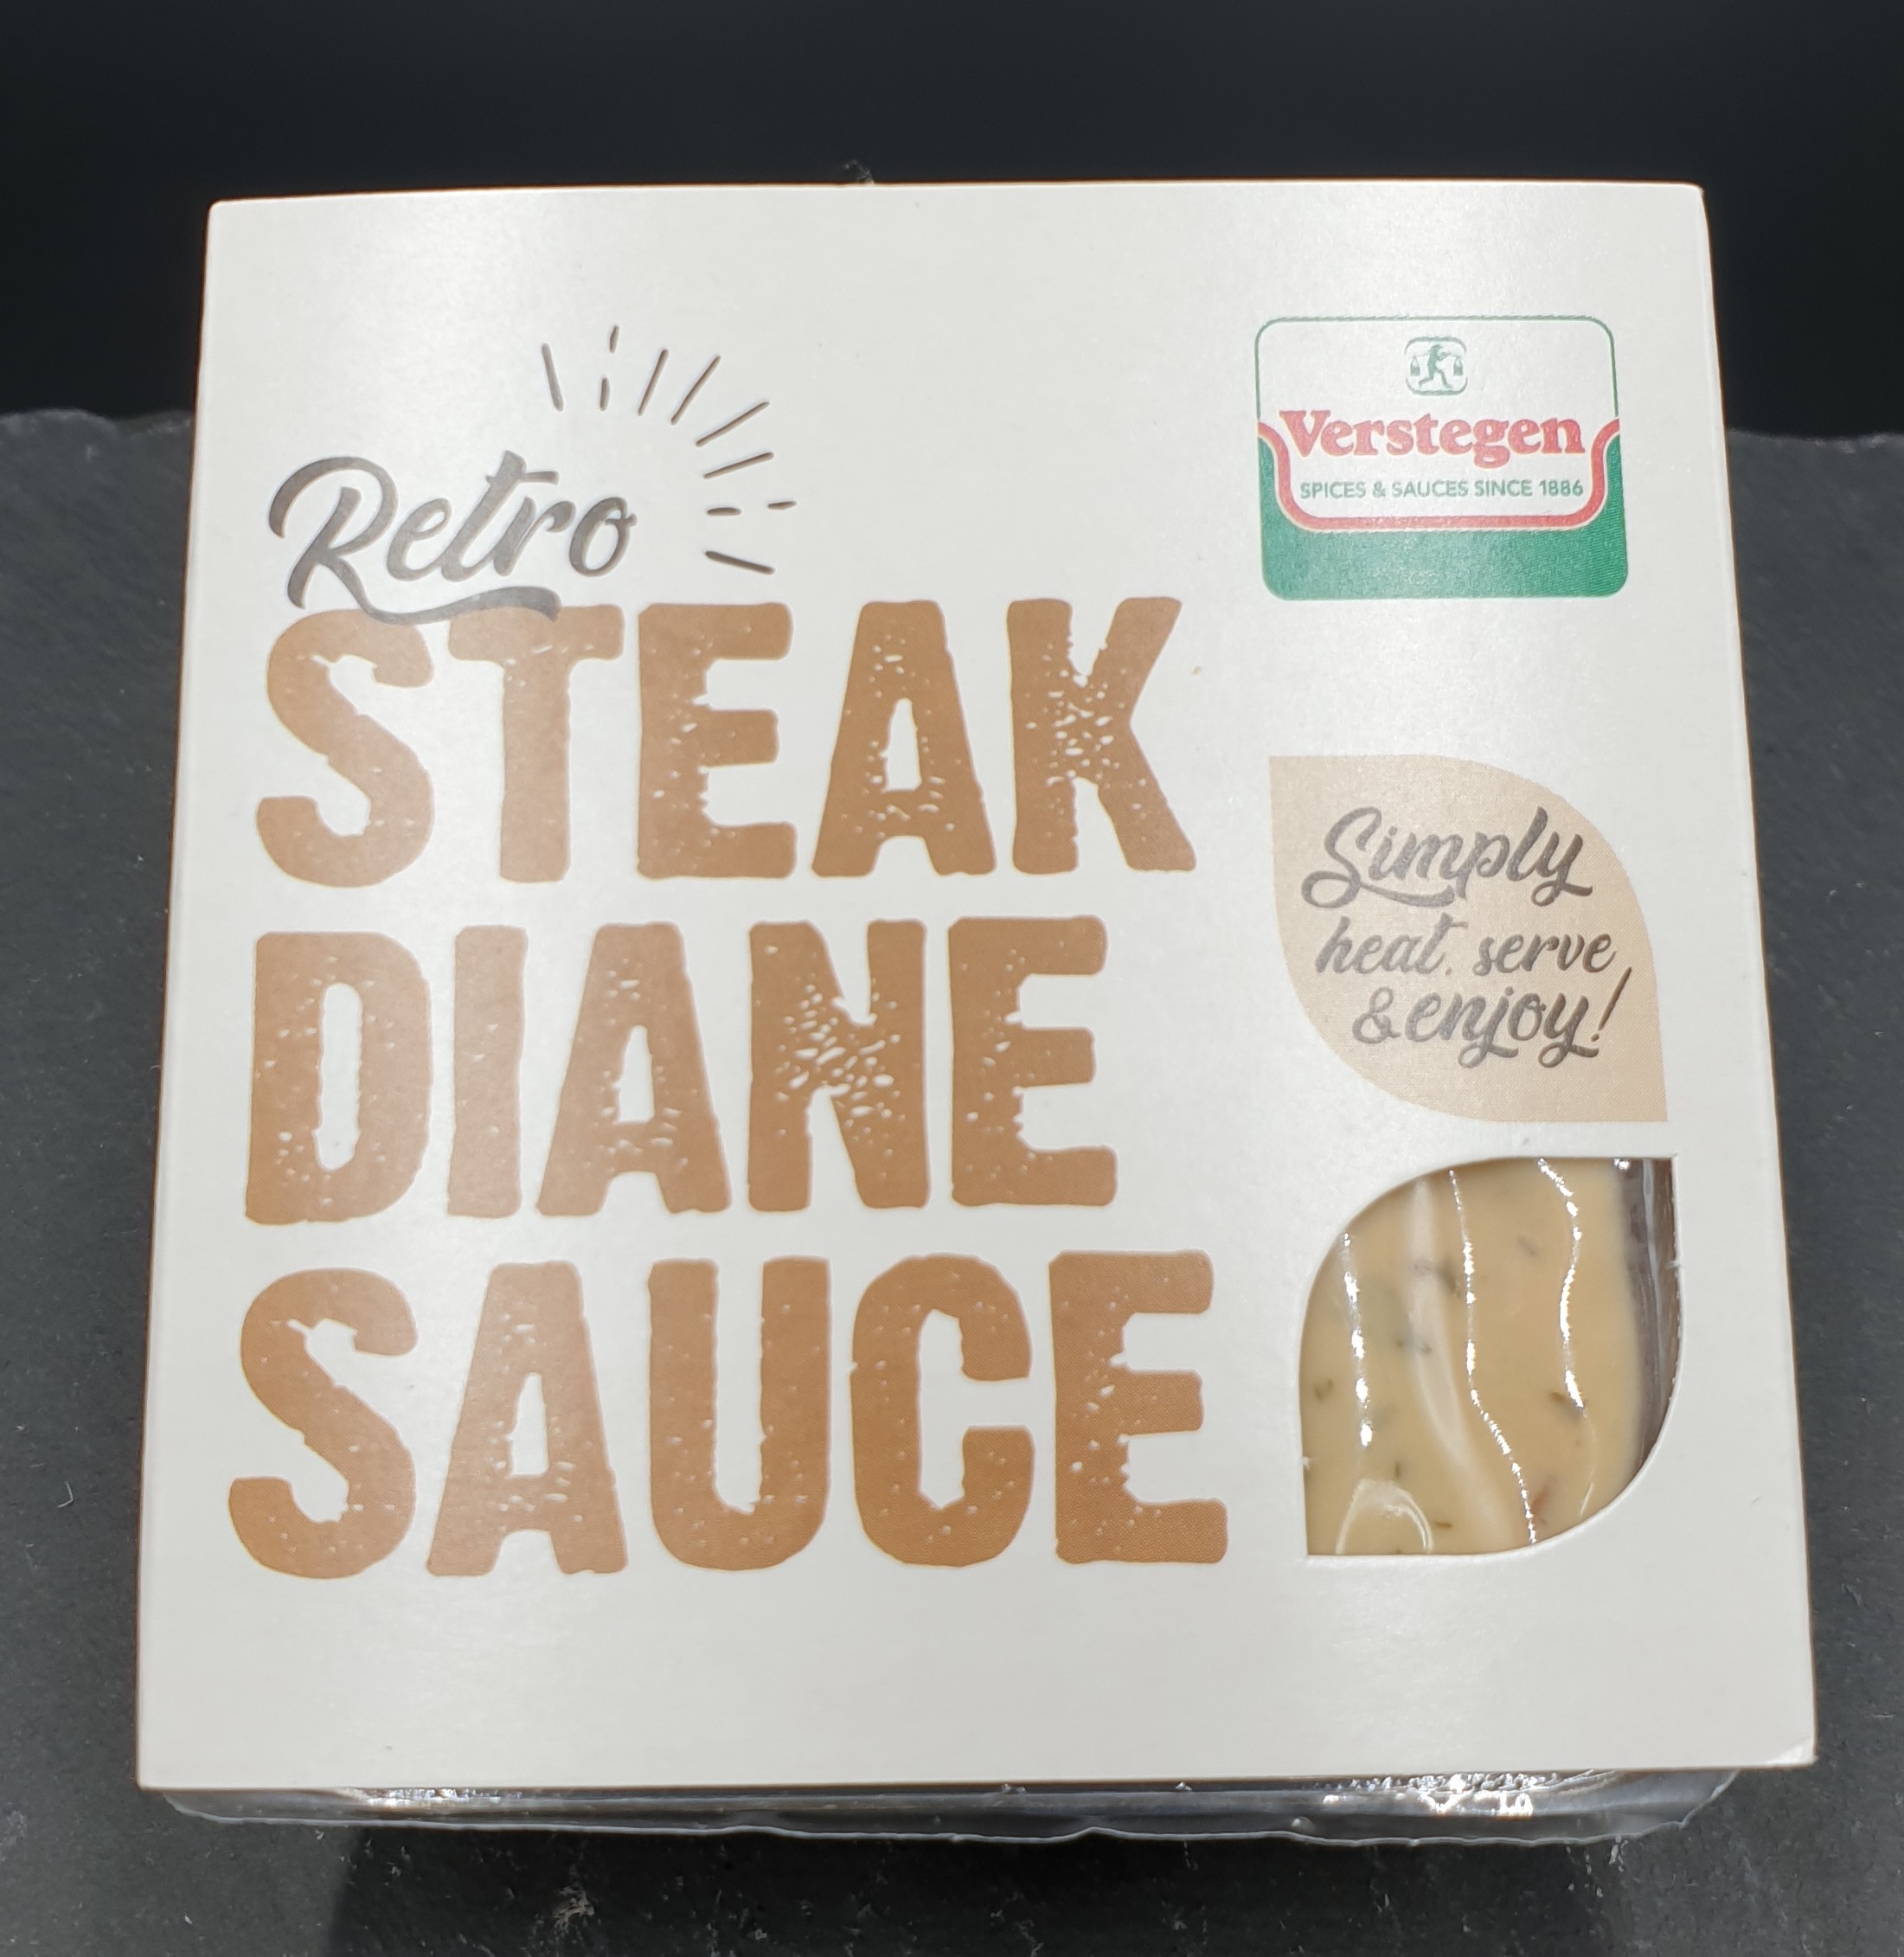 Retro
STEAK
DIANE
SAUCE
Verstegen
SPICES & SAUCES SINCE 1886
Simply
heat, serve
& enjoy!